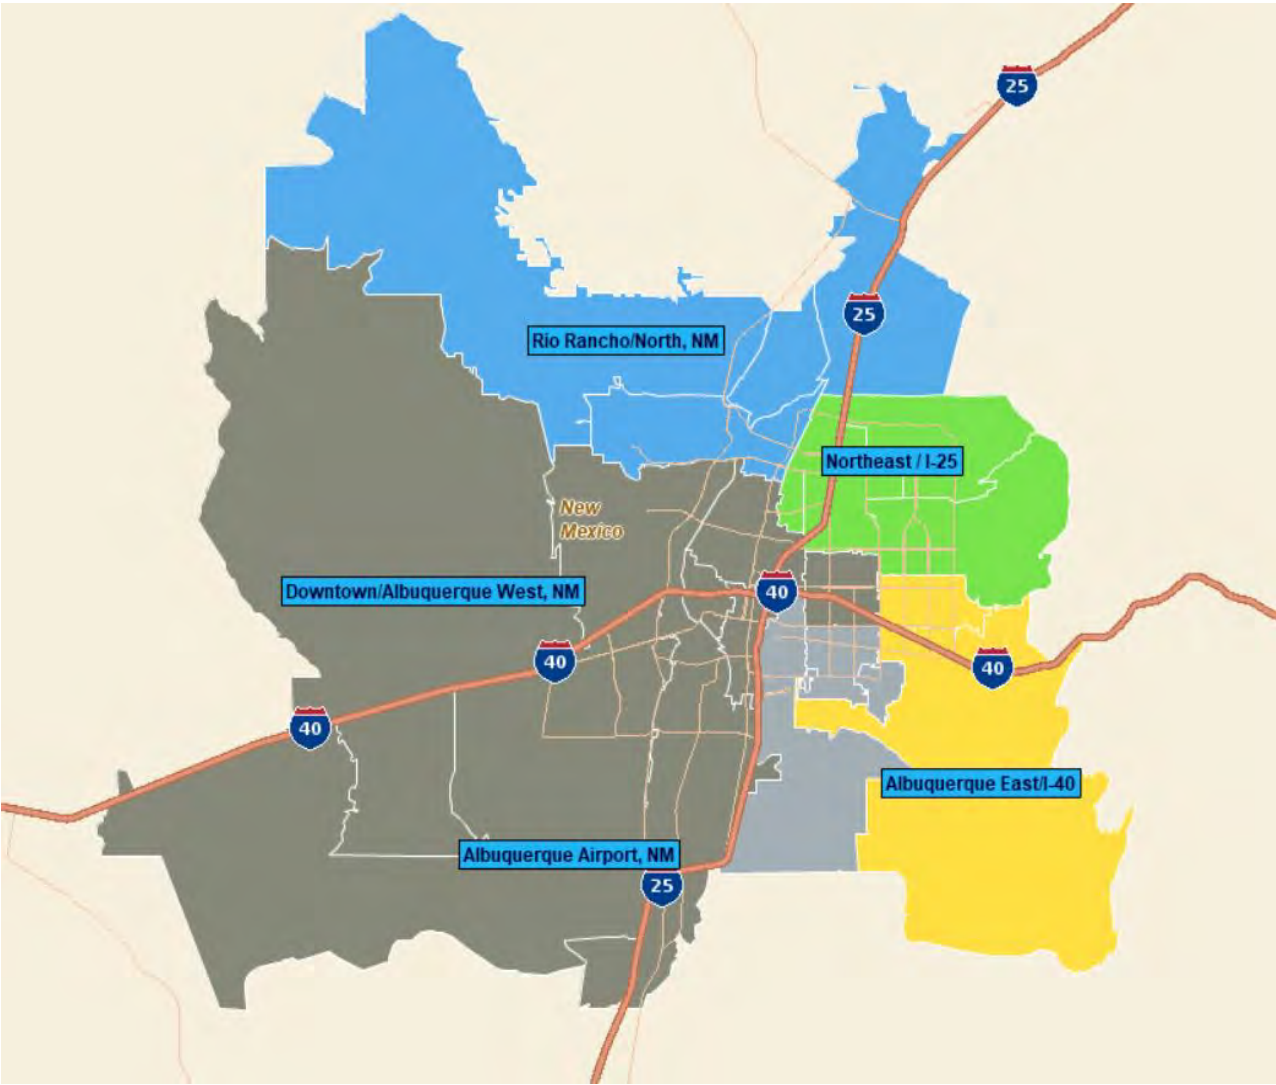 25
25
Rio Rancho/North, NM
Northeast / I-25
New
Mexico
Downtown/Albuquerque West, NM
40
40
40
40
Albuquerque East/I-40
Albuquerque Airport, NM
25